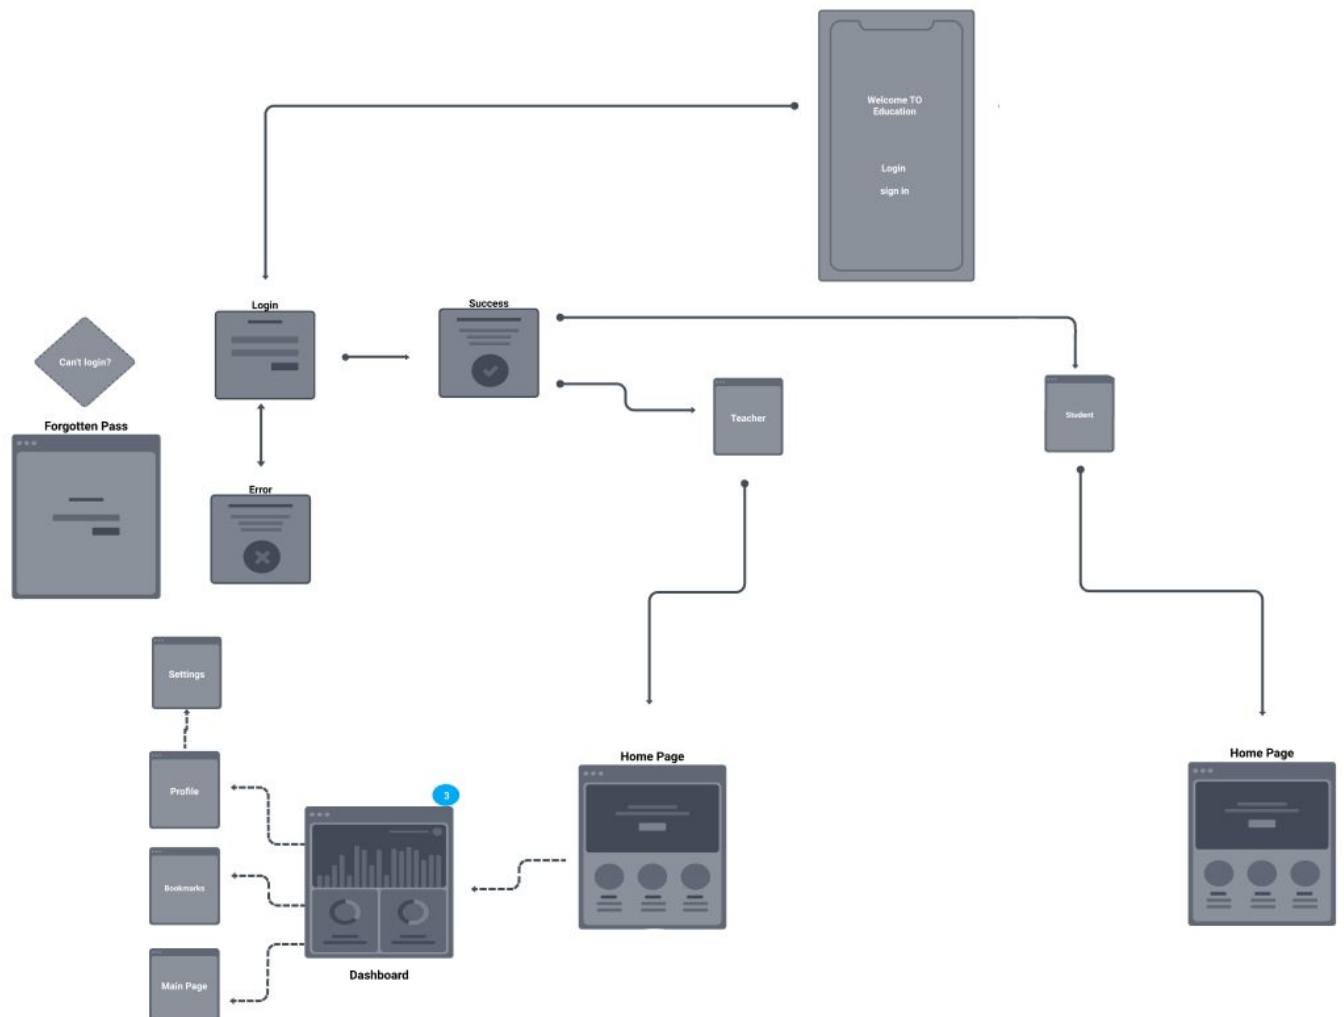 Welcome TO
Education
Login
sign in
Login
Success
Can't login?
Teacher
Student
Forgotten Pass
Error
Settings
Home Page
Home Page
Profile
3
Bookmarks
Dashboard
Main Page